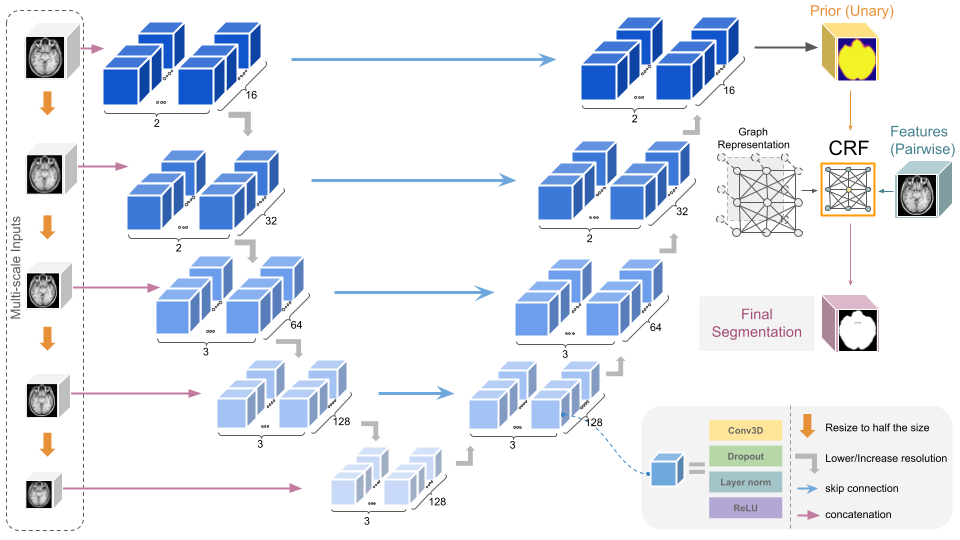 Multi-scale Inputs
16
2
16
2
32
2
32
2
64
3
64
3
128
3
128
3
128
3
Prior (Unary)
Graph
Representation
CRF
Features
(Pairwise)
Final
Segmentation
Conv3D
Dropout
Layer norm
ReLU
Resize to half the size
Lower/Increase resolution
skip connection
concatenation